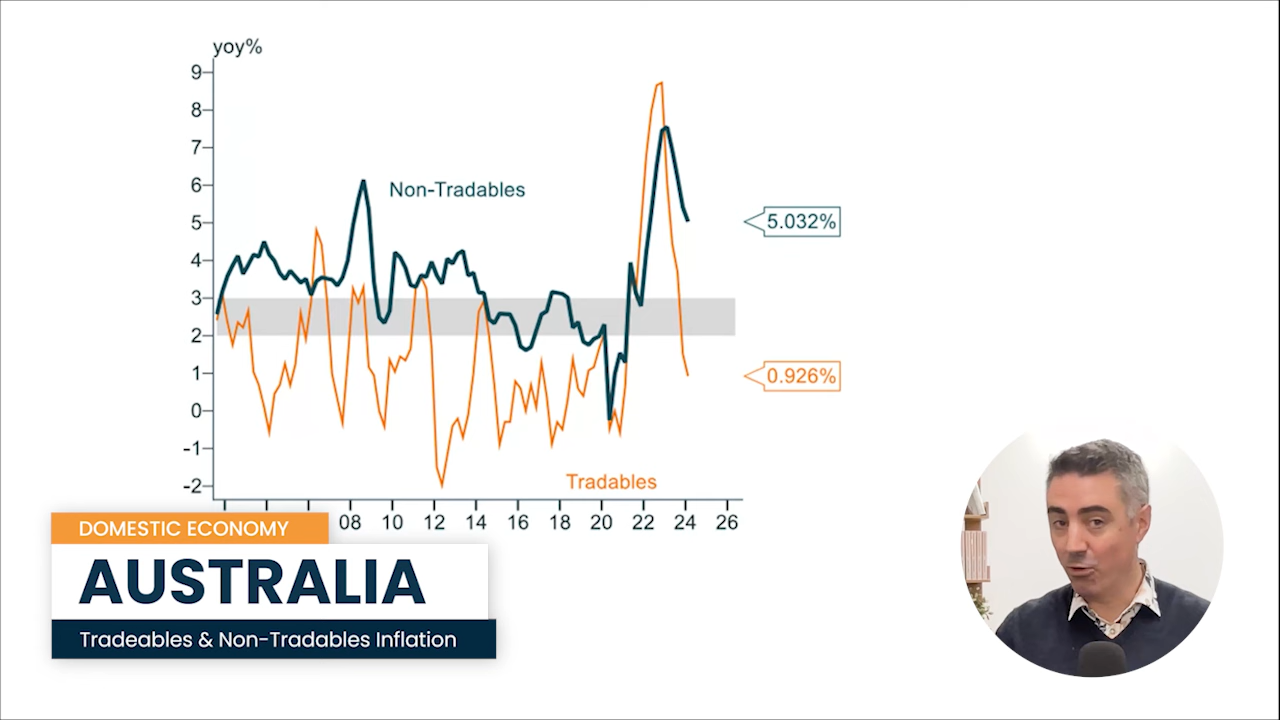 yoy%
9
8
7
6
5
4
3
2
1
0
-1
-2
Non-Tradables
5.032%
0.926%
Tradables
08 10 12 14 16 18 20 22 24 26
DOMESTIC ECONOMY
AUSTRALIA
Tradeables & Non-Tradables Inflation